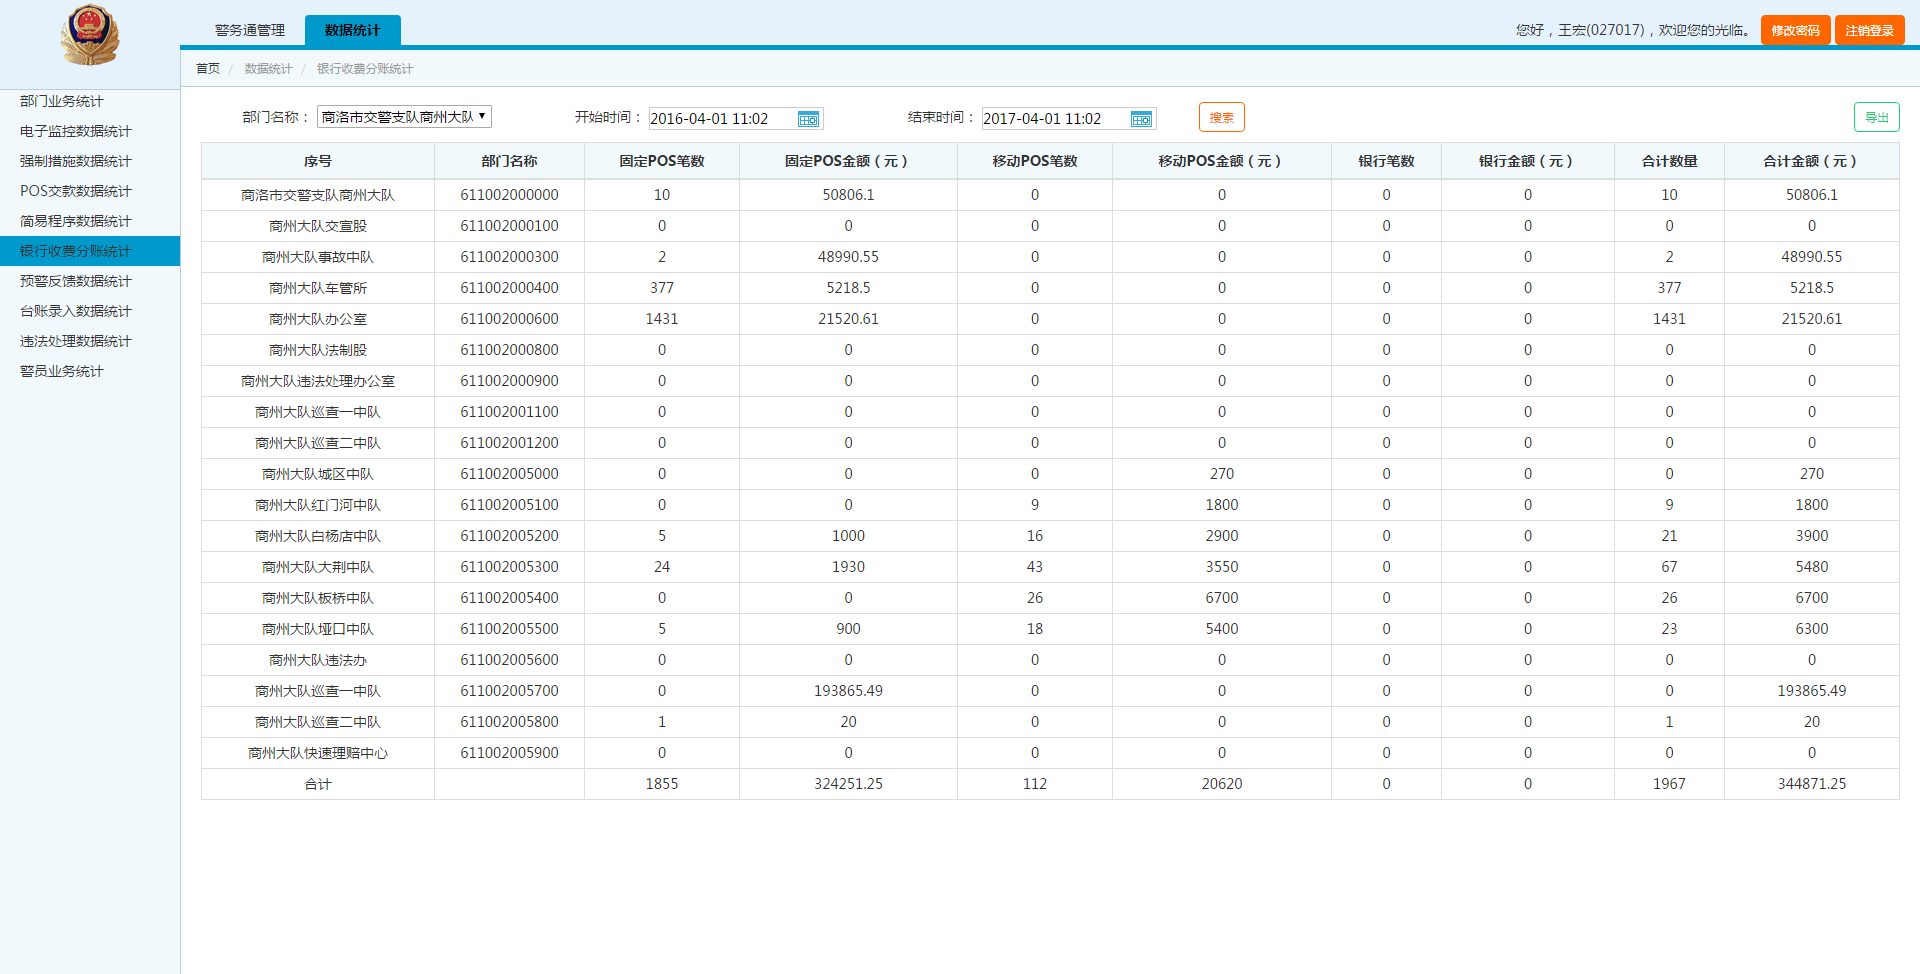 警务通管理 数据统计 您好，王宏(027017)，欢迎您的光临。 修改密码 注销登录
首页 / 数据统计 / 银行收费分账统计
部门业务统计
电子监控数据统计
强制措施数据统计
POS交款数据统计
简易程序数据统计
银行收费分账统计
预警反馈数据统计
台账录入数据统计
违法处理数据统计
警员业务统计
部门名称： 商洛市交警支队商州大队 开始时间： 2016-04-01 11:02 结束时间： 2017-04-01 11:02 搜索 导出
序号 部门名称 固定POS笔数 固定POS金额（元） 移动POS笔数 移动POS金额（元） 银行笔数 银行金额（元） 合计数量 合计金额（元）
商洛市交警支队商州大队 611002000000 10 50806.1 0 0 0 0 10 50806.1
商州大队交宣股 611002000100 0 0 0 0 0 0 0 0
商州大队事故中队 611002000300 2 48990.55 0 0 0 0 2 48990.55
商州大队车管所 611002000400 377 5218.5 0 0 0 0 377 5218.5
商州大队办公室 611002000600 1431 21520.61 0 0 0 0 1431 21520.61
商州大队法制股 611002000800 0 0 0 0 0 0 0 0
商州大队违法处理办公室 611002000900 0 0 0 0 0 0 0 0
商州大队巡查一中队 611002001100 0 0 0 0 0 0 0 0
商州大队巡查二中队 611002001200 0 0 0 0 0 0 0 0
商州大队城区中队 611002005000 0 0 0 270 0 0 0 270
商州大队红门河中队 611002005100 0 0 9 1800 0 0 9 1800
商州大队白杨店中队 611002005200 5 1000 16 2900 0 0 21 3900
商州大队大荆中队 611002005300 24 1930 43 3550 0 0 67 5480
商州大队板桥中队 611002005400 0 0 26 6700 0 0 26 6700
商州大队垭口中队 611002005500 5 900 18 5400 0 0 23 6300
商州大队违法办 611002005600 0 0 0 0 0 0 0 0
商州大队巡查一中队 611002005700 0 193865.49 0 0 0 0 0 193865.49
商州大队巡查二中队 611002005800 1 20 0 0 0 0 1 20
商州大队快速理赔中心 611002005900 0 0 0 0 0 0 0 0
合计 1855 324251.25 112 20620 0 0 1967 344871.25